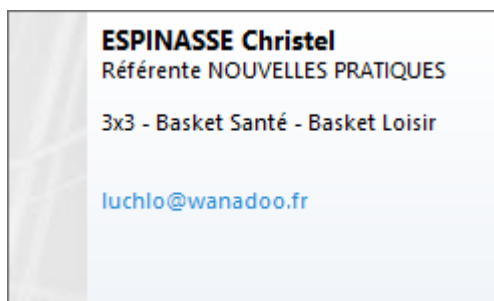 ESPINASSE Christel
Référente NOUVELLES PRATIQUES
3x3 - Basket Santé - Basket Loisir
luchlo@wanadoo.fr